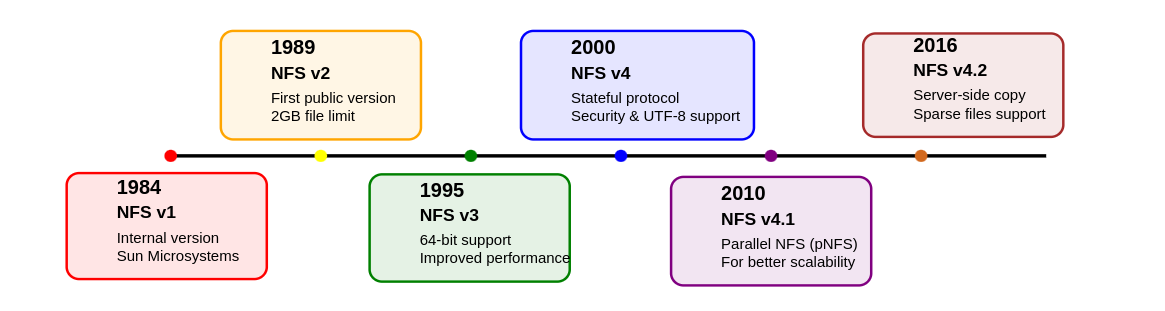 1989
NFS v2
First public version
2GB file limit
2000
NFS v4
Stateful protocol
Security & UTF-8 support
2016
NFS v4.2
Server-side copy
Sparse files support
1984
NFS v1
Internal version
Sun Microsystems
1995
NFS v3
64-bit support
Improved performance
2010
NFS v4.1
Parallel NFS (pNFS)
For better scalability